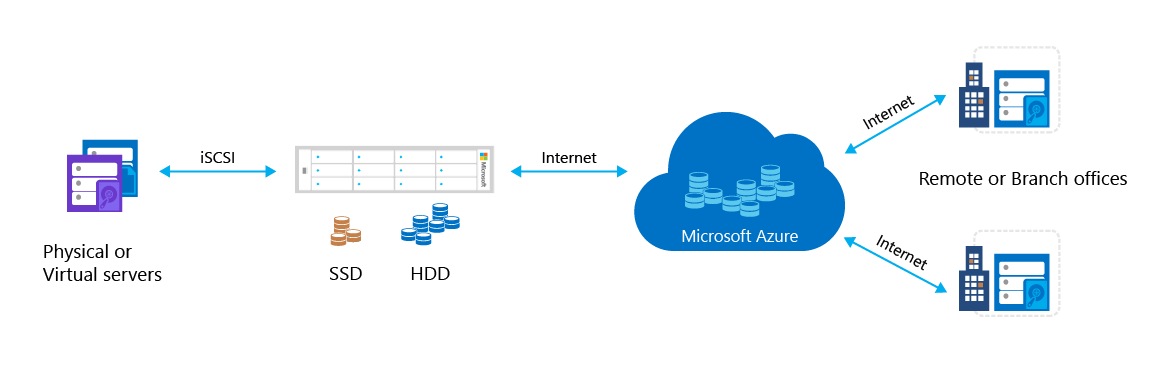 iSCSI
Microsoft
Internet
Internet
Internet
Physical or
Virtual servers
SSD
HDD
Microsoft Azure
Remote or Branch offices